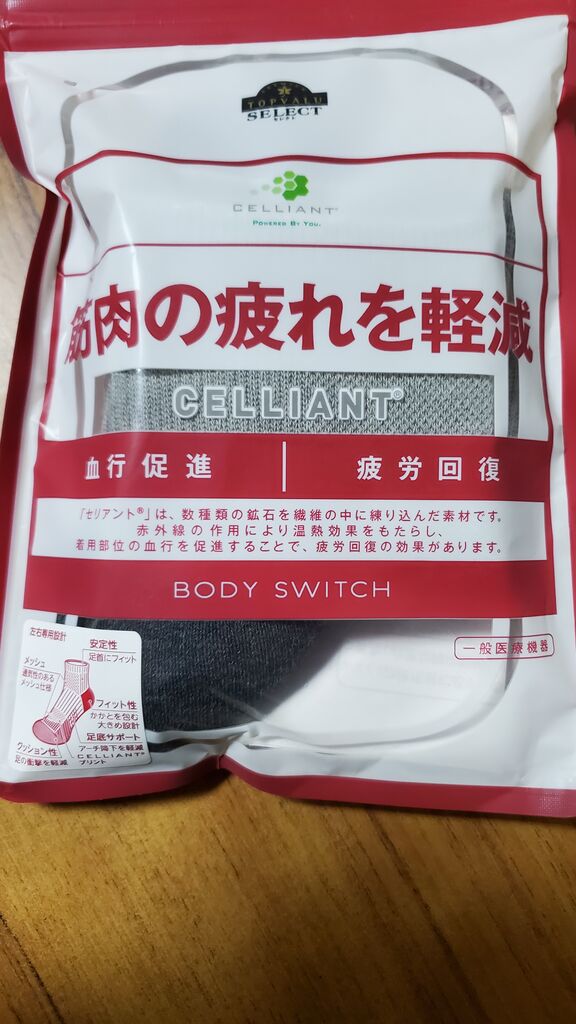 TOPVALU
SELECT
セレクト
CELLIANT®
POWERED BY YOU.
筋肉の疲れを軽減
CELLIANT®
血行促進
疲労回復
「セリアント®」は、数種類の鉱石を繊維の中に練り込んだ素材です。
赤外線の作用により温熱効果をもたらし、
着用部位の血行を促進することで、疲労回復の効果があります。
BODY SWITCH
一般医療機器
左右専用設計
安定性
足首にフィット
メッシュ
通気性のある
メッシュ仕様
フィット性
かかとを包む
大きめ設計
足底サポート
アーチ降下を軽減
CELLIANT®
プリント
クッション性
足の衝撃を軽減